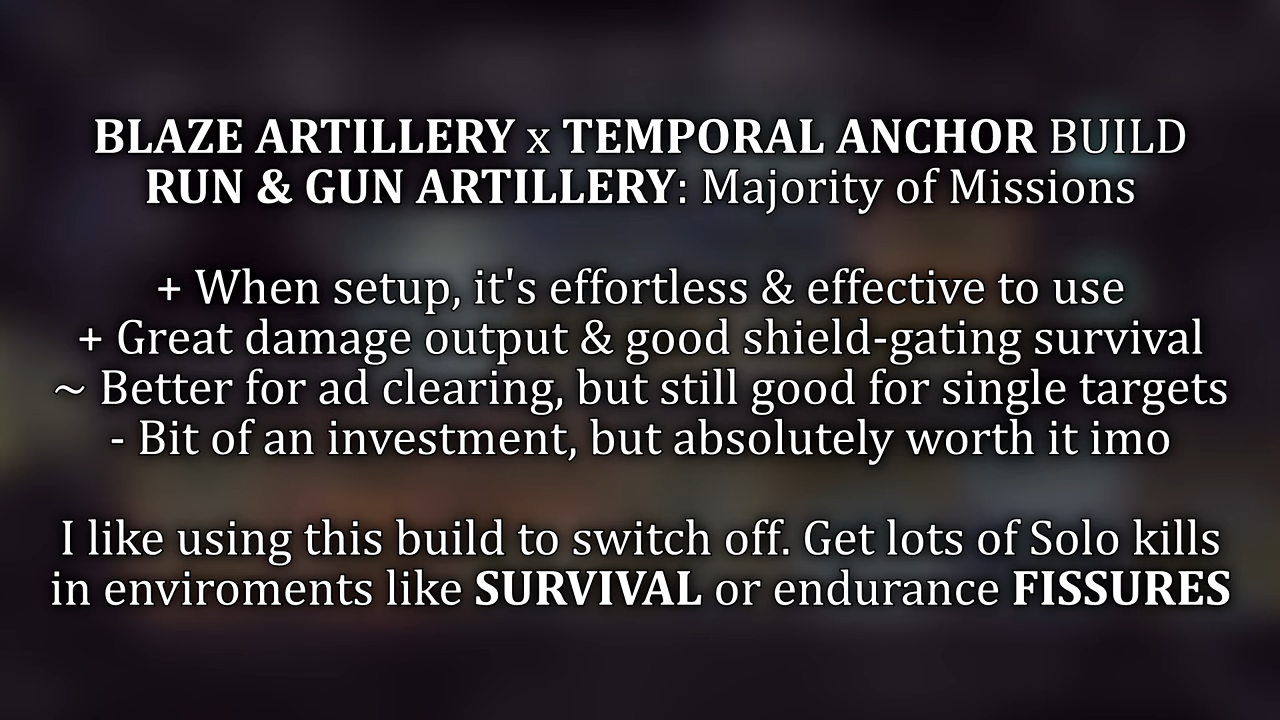 BLAZE ARTILLERY x TEMPORAL ANCHOR BUILD
RUN & GUN ARTILLERY: Majority of Missions
+ When setup, it's effortless & effective to use
+ Great damage output & good shield-gating survival
~ Better for ad clearing, but still good for single targets
- Bit of an investment, but absolutely worth it imo
I like using this build to switch off. Get lots of Solo kills
in enviroments like SURVIVAL or endurance FISSURES